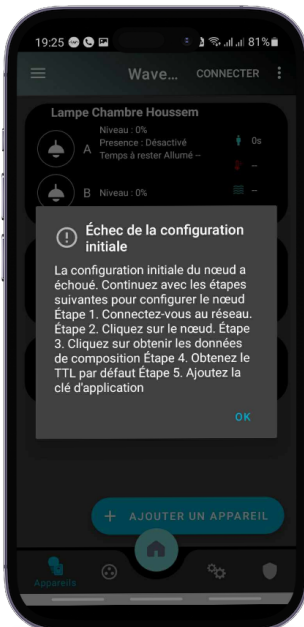 19:25 81%
Wave... CONNECTER
Lampe Chambre Houssem
Niveau : 0%
A Presence : Désactivé 0s
Temps à rester Allumé -- --
B Niveau : 0% --
Échec de la configuration
initiale
La configuration initiale du nœud a
échoué. Continuez avec les étapes
suivantes pour configurer le nœud
Étape 1. Connectez-vous au réseau.
Étape 2. Cliquez sur le nœud. Étape
3. Cliquez sur obtenir les données
de composition Étape 4. Obtenez le
TTL par défaut Étape 5. Ajoutez la
clé d'application
OK
+ AJOUTER UN APPAREIL
Appareils